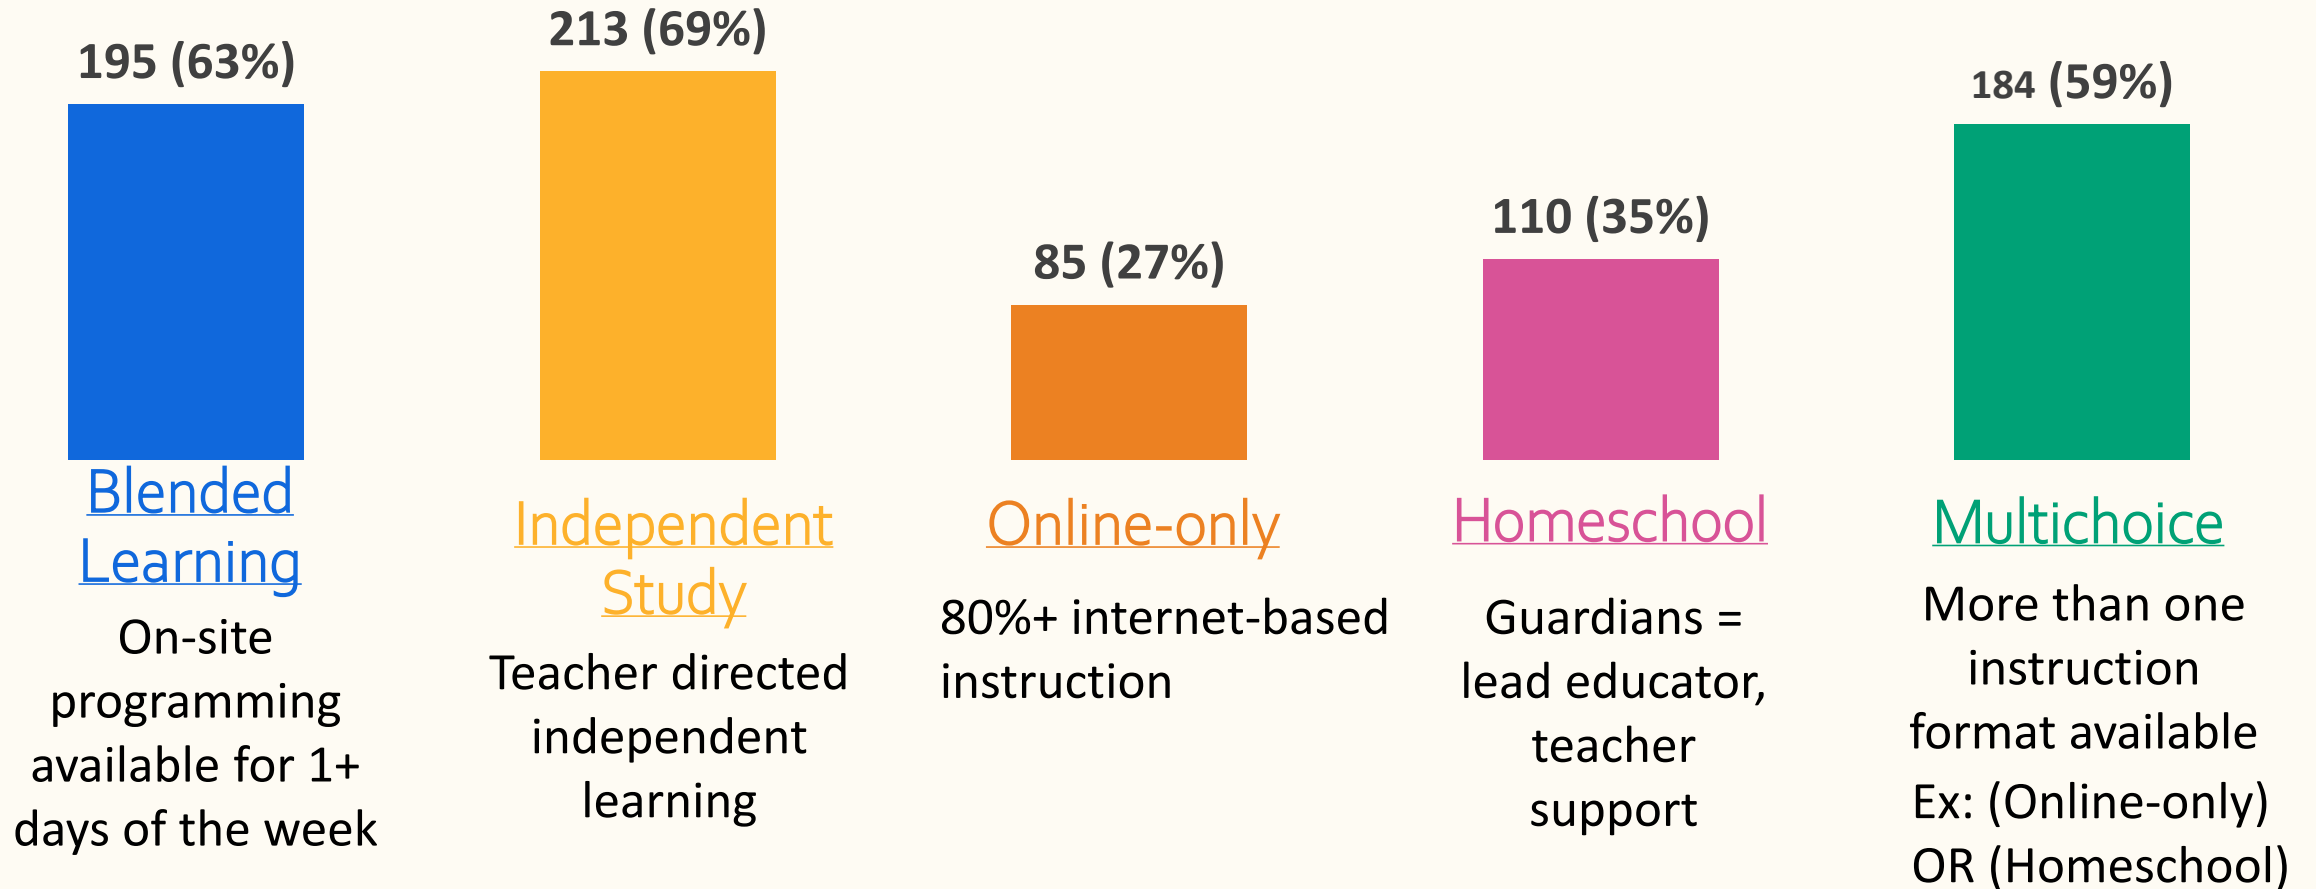 195 (63%)
Blended
Learning
On-site
programming
available for 1+
days of the week
213 (69%)
Independent
Study
Teacher directed
independent
learning
85 (27%)
Online-only
80%+ internet-based
instruction
110 (35%)
Homeschool
Guardians =
lead educator,
teacher
support
184 (59%)
Multichoice
More than one
instruction
format available
Ex: (Online-only)
OR (Homeschool)